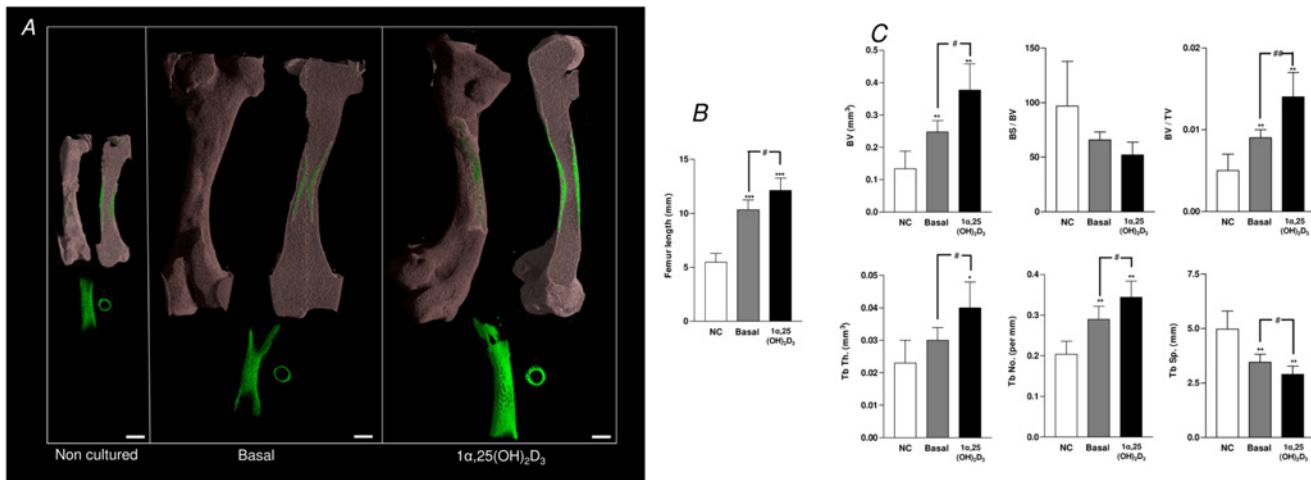 A
Non cultured
Basal
1α,25(OH)₂D₃
B
Femur length (mm)
15
10
5
0
***
#
***
NC
Basal
1α,25
(OH)₂D₃
C
BV (mm³)
0.5
0.4
0.3
0.2
0.1
0.0
**
#
**
NC
Basal
1α,25
(OH)₂D₃
BS / BV
150
100
50
0
NC
Basal
1α,25
(OH)₂D₃
BV / TV
0.02
0.01
0.00
**
##
**
NC
Basal
1α,25
(OH)₂D₃
Tb Th. (mm³)
0.05
0.04
0.03
0.02
0.01
0.00
#
*
NC
Basal
1α,25
(OH)₂D₃
Tb No. (per mm)
0.4
0.3
0.2
0.1
0.0
**
#
**
NC
Basal
1α,25
(OH)₂D₃
Tb Sp. (mm)
7.5
5.0
2.5
0.0
**
#
**
NC
Basal
1α,25
(OH)₂D₃